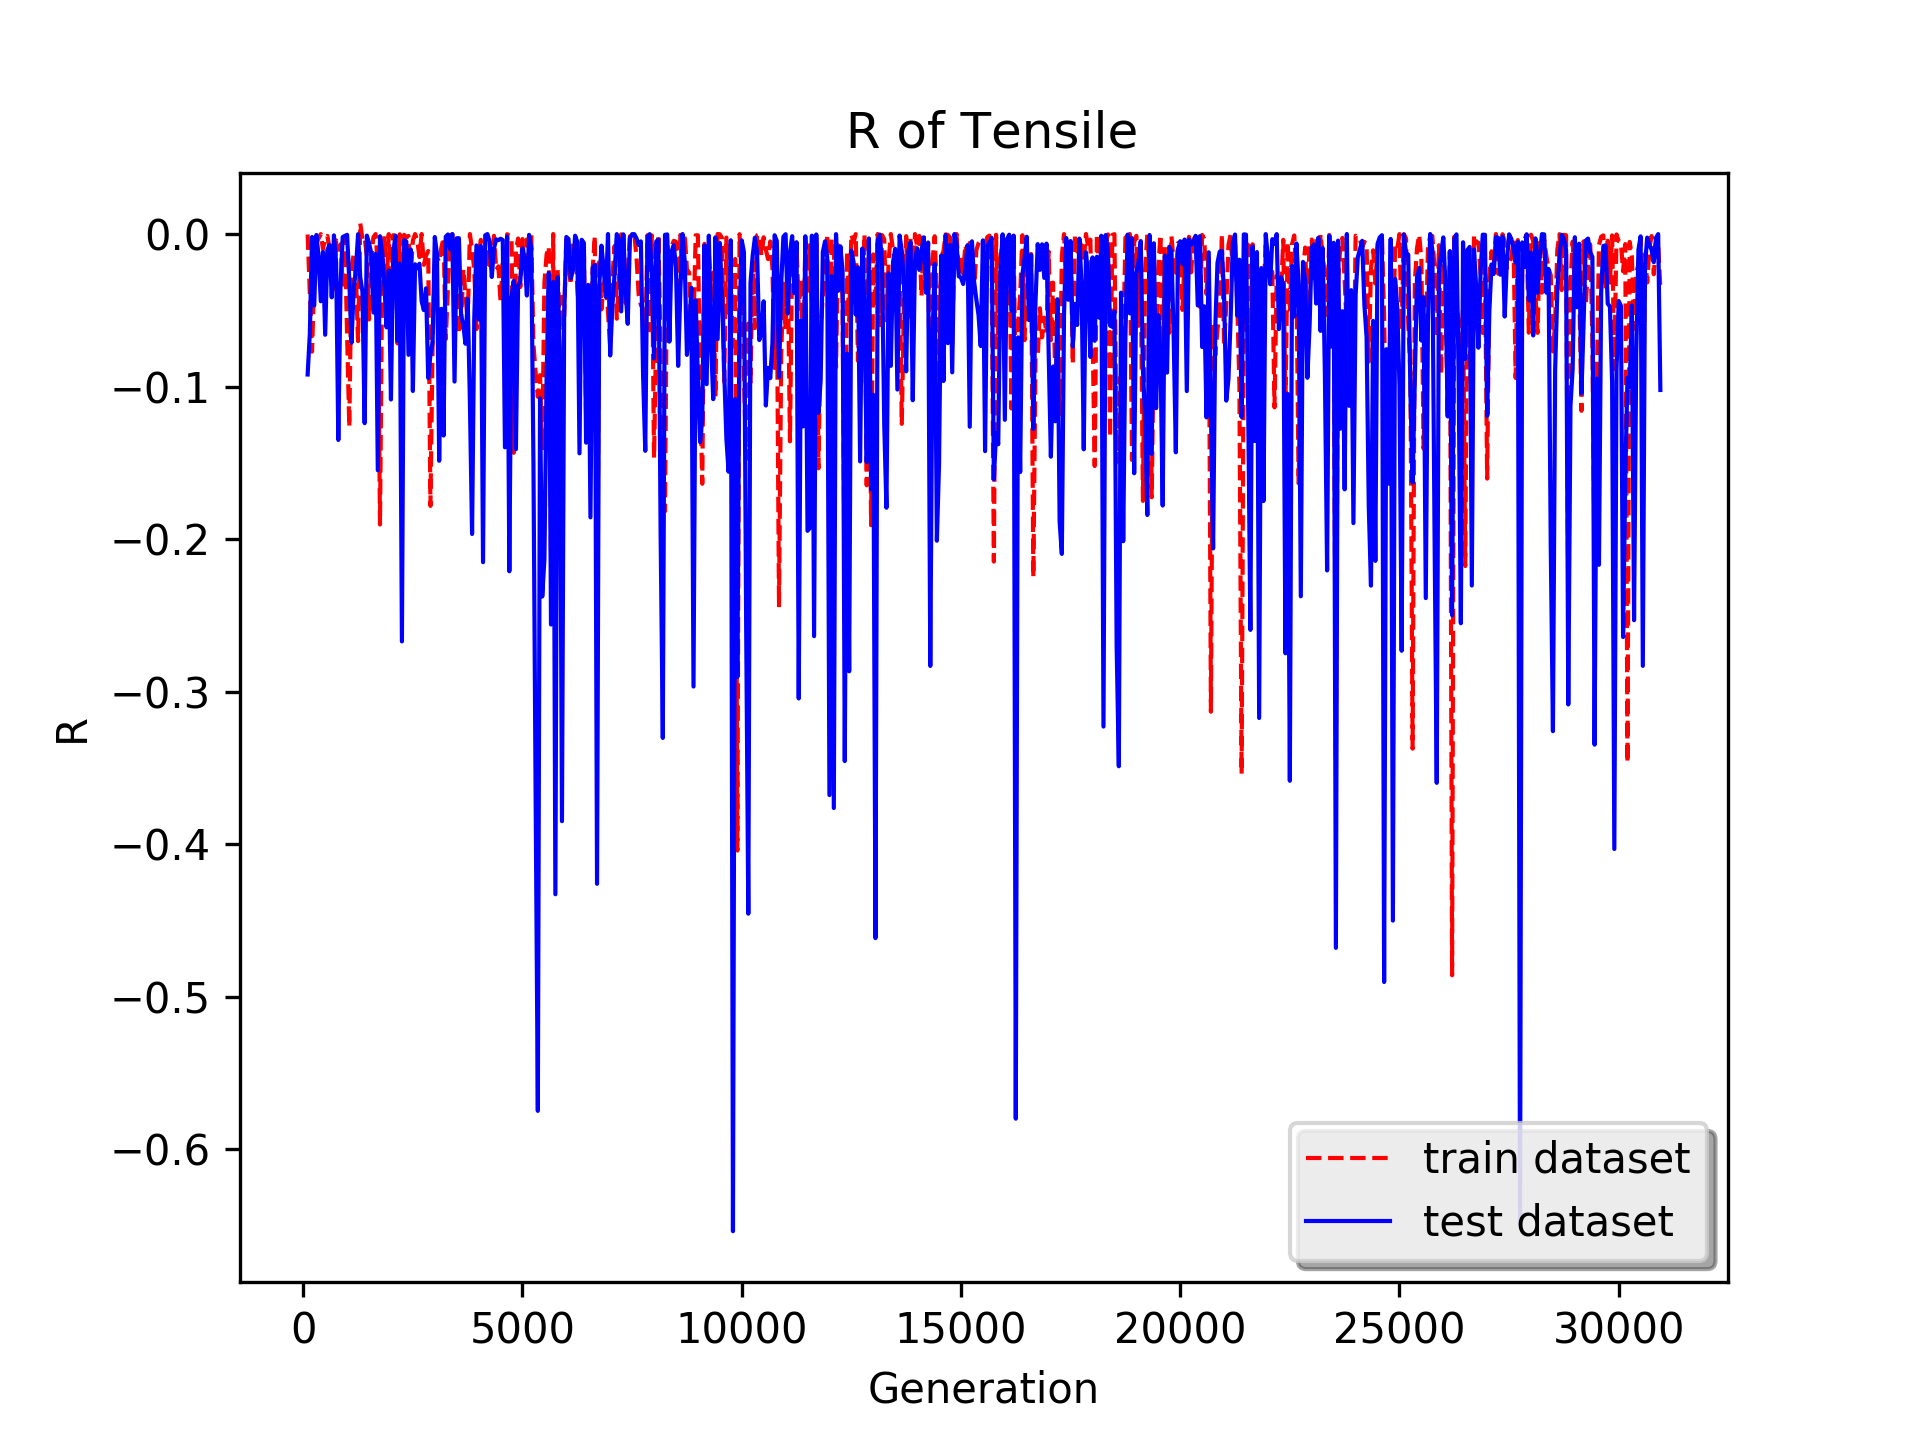 R of Tensile
0.0
−0.1
−0.2
−0.3
−0.4
−0.5
−0.6
R
train dataset
test dataset
0 5000 10000 15000 20000 25000 30000
Generation